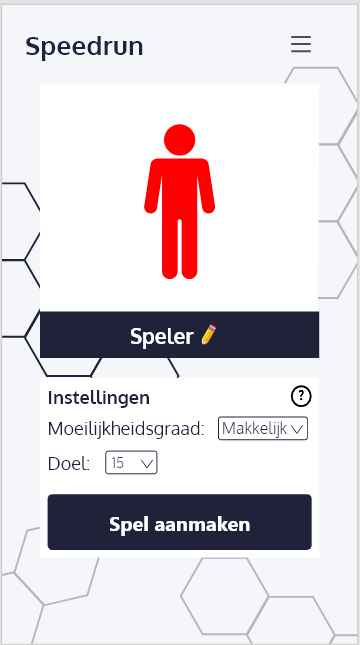 Speedrun
Speler
Instellingen ?
Moeilijkheidsgraad: Makkelijk
Doel: 15
Spel aanmaken